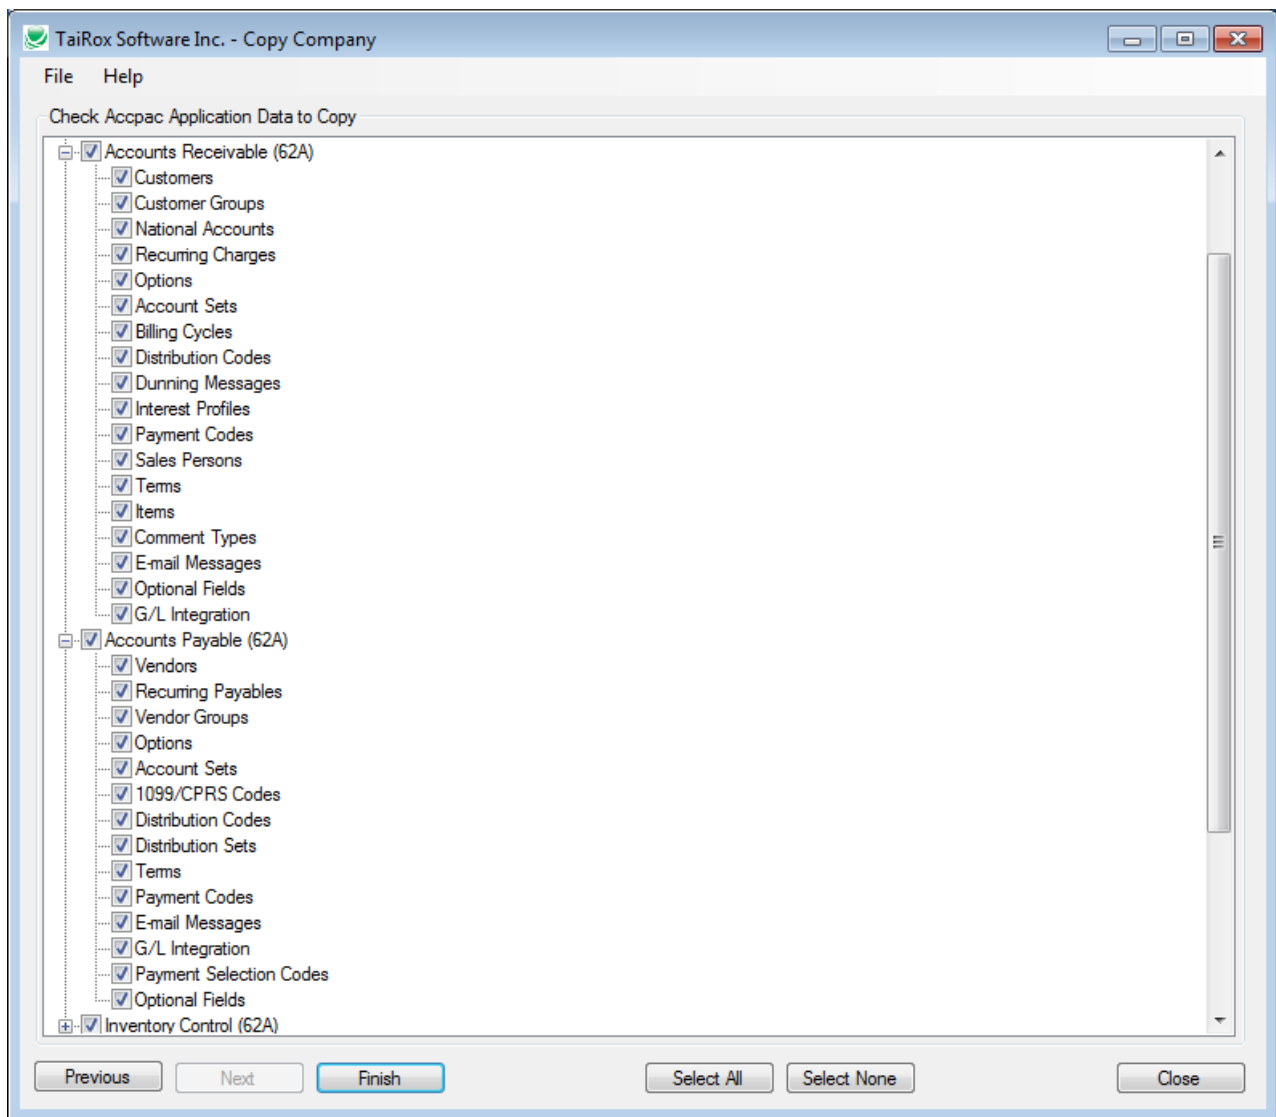 TaiRox Software Inc. - Copy Company
File Help
Check Accpac Application Data to Copy
Accounts Receivable (62A)
Customers
Customer Groups
National Accounts
Recurring Charges
Options
Account Sets
Billing Cycles
Distribution Codes
Dunning Messages
Interest Profiles
Payment Codes
Sales Persons
Terms
Items
Comment Types
E-mail Messages
Optional Fields
G/L Integration
Accounts Payable (62A)
Vendors
Recurring Payables
Vendor Groups
Options
Account Sets
1099/CPRS Codes
Distribution Codes
Distribution Sets
Terms
Payment Codes
E-mail Messages
G/L Integration
Payment Selection Codes
Optional Fields
Inventory Control (62A)
Previous Next Finish Select All Select None Close